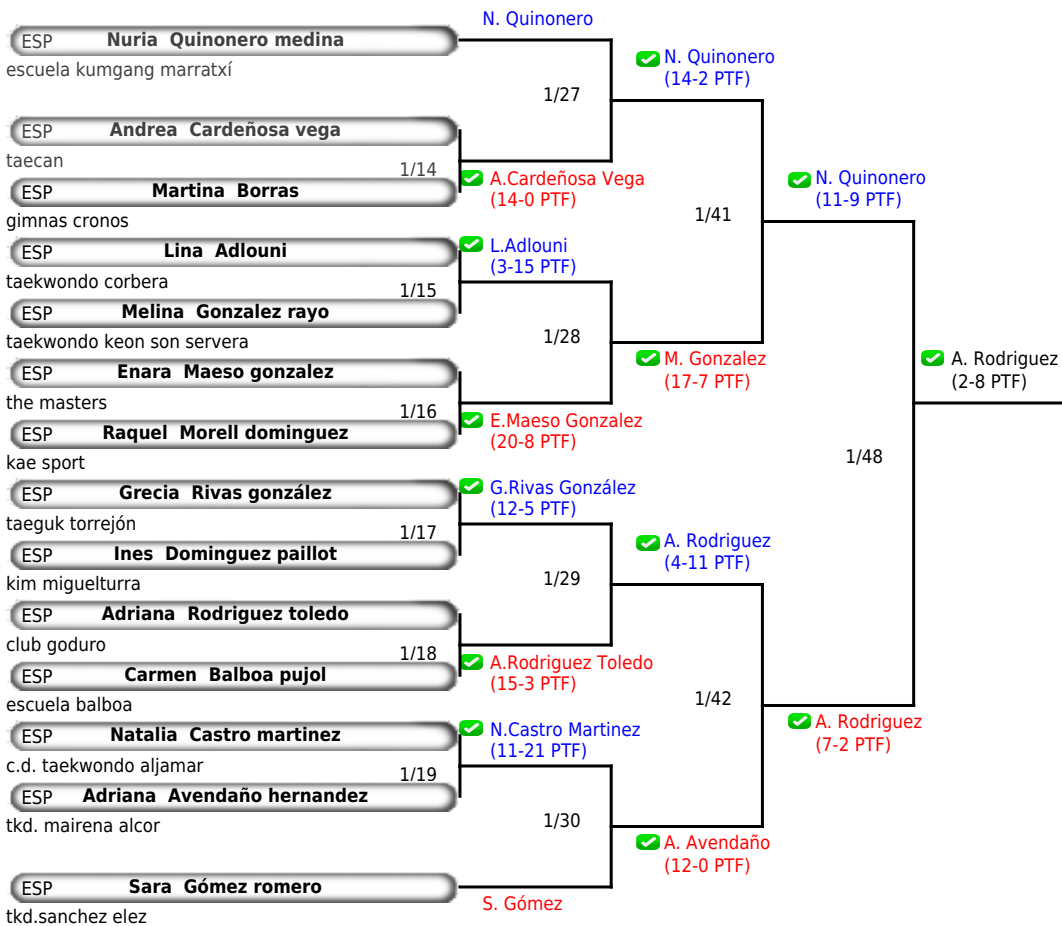 N. Quinonero
ESP Nuria Quinonero medina
escuela kumgang marratxí
N. Quinonero
(14-2 PTF)
1/27
ESP Andrea Cardeñosa vega
taecan
1/14
A.Cardeñosa Vega
(14-0 PTF)
ESP Martina Borras
gimnas cronos
N. Quinonero
(11-9 PTF)
1/41
ESP Lina Adlouni
L.Adlouni
(3-15 PTF)
taekwondo corbera
1/15
ESP Melina Gonzalez rayo
taekwondo keon son servera
1/28
M. Gonzalez
(17-7 PTF)
A. Rodriguez
(2-8 PTF)
ESP Enara Maeso gonzalez
the masters
1/16
E.Maeso Gonzalez
(20-8 PTF)
ESP Raquel Morell dominguez
kae sport
1/48
ESP Grecia Rivas gonzález
G.Rivas González
(12-5 PTF)
taeguk torrejón
1/17
ESP Ines Dominguez paillot
kim miguelturra
A. Rodriguez
(4-11 PTF)
1/29
ESP Adriana Rodriguez toledo
club goduro
1/18
A.Rodriguez Toledo
(15-3 PTF)
ESP Carmen Balboa pujol
escuela balboa
1/42
A. Rodriguez
(7-2 PTF)
ESP Natalia Castro martinez
N.Castro Martinez
(11-21 PTF)
c.d. taekwondo aljamar
1/19
ESP Adriana Avendaño hernandez
tkd. mairena alcor
1/30
A. Avendaño
(12-0 PTF)
ESP Sara Gómez romero
S. Gómez
tkd.sanchez elez